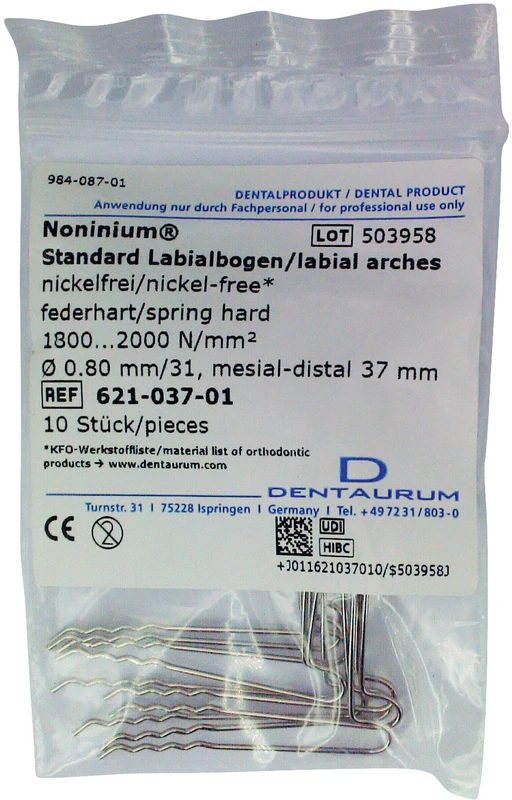 984-087-01
DENTALPRODUKT / DENTAL PRODUCT
Anwendung nur durch Fachpersonal / for professional use only
Noninium®
LOT 503958
Standard Labialbogen/labial arches
nickelfrei/nickel-free*
federhart/spring hard
1800...2000 N/mm²
Ø 0.80 mm/31, mesial-distal 37 mm
REF 621-037-01
10 Stück/pieces
*KFO-Werkstoffliste/material list of orthodontic
products → www.dentaurum.com
D
DENTAURUM
Turnstr. 31 | 75228 Ispringen | Germany | Tel. +497231/803-0
CE
2
UDI
HIBC
+J011621037010/$503958J